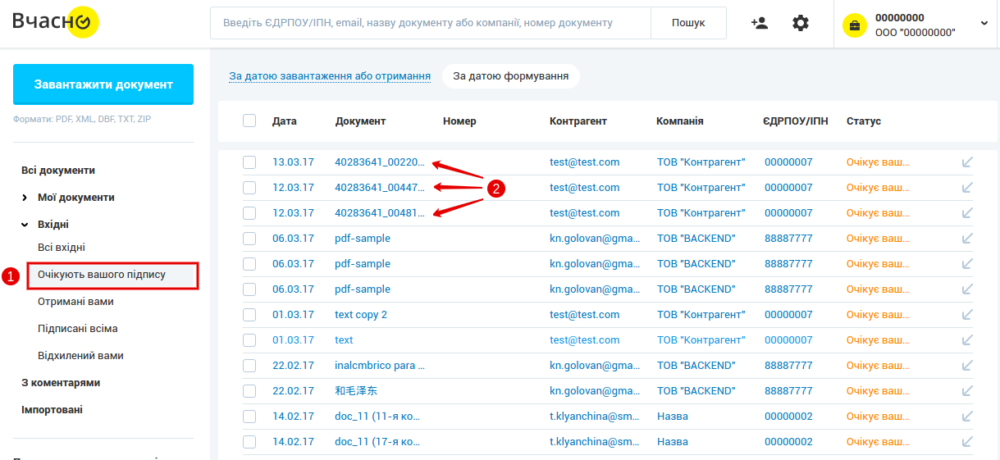 Вчасно
Введіть ЄДРПОУ/ІПН, email, назву документу або компанії, номер документу
Пошук
00000000
ООО "00000000"
Завантажити документ
Формати: PDF, XML, DBF, TXT, ZIP
Всі документи
Мої документи
Вхідні
Всі вхідні
1 Очікують вашого підпису
Отримані вами
Підписані всіма
Відхилений вами
З коментарями
Імпортовані
За датою завантаження або отримання За датою формування
Дата Документ Номер Контрагент Компанія ЄДРПОУ/ІПН Статус
13.03.17 40283641_00220... test@test.com ТОВ "Контрагент" 00000007 Очікує ваш...
12.03.17 40283641_00447... 2 test@test.com ТОВ "Контрагент" 00000007 Очікує ваш...
12.03.17 40283641_00481... test@test.com ТОВ "Контрагент" 00000007 Очікує ваш...
06.03.17 pdf-sample kn.golovan@gma... ТОВ "BACKEND" 88887777 Очікує ваш...
06.03.17 pdf-sample kn.golovan@gma... ТОВ "BACKEND" 88887777 Очікує ваш...
06.03.17 pdf-sample kn.golovan@gma... ТОВ "BACKEND" 88887777 Очікує ваш...
01.03.17 text copy 2 test@test.com ТОВ "Контрагент" 00000007 Очікує ваш...
01.03.17 text test@test.com ТОВ "Контрагент" 00000007 Очікує ваш...
22.02.17 inalcmbrico para ... kn.golovan@gma... ТОВ "BACKEND" 88887777 Очікує ваш...
22.02.17 和毛泽东 kn.golovan@gma... ТОВ "BACKEND" 88887777 Очікує ваш...
14.02.17 doc_11 (11-я ко... t.klyanchina@sm... Назва 00000002 Очікує ваш...
14.02.17 doc_11 (17-я ко... t.klyanchina@sm... Назва 00000002 Очікує ваш...